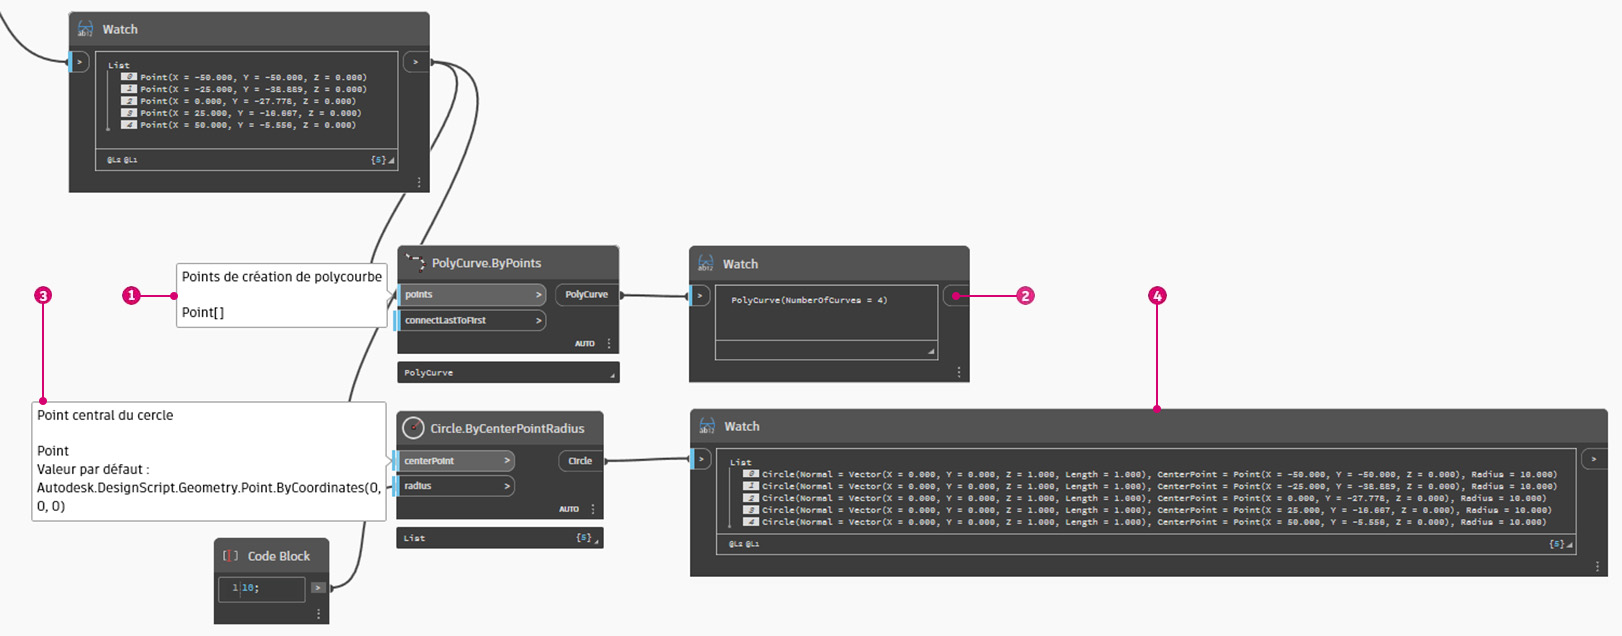 Watch
>
>
List
0 Point(X = -50.000, Y = -50.000, Z = 0.000)
1 Point(X = -25.000, Y = -38.889, Z = 0.000)
2 Point(X = 0.000, Y = -27.778, Z = 0.000)
3 Point(X = 25.000, Y = -16.667, Z = 0.000)
4 Point(X = 50.000, Y = -5.556, Z = 0.000)
@L2 @L1 {5}
1
Points de création de polycourbe
Point[]
PolyCurve.ByPoints
points > PolyCurve
connectLastToFirst >
AUTO
PolyCurve
Watch
>
PolyCurve(NumberOfCurves = 4)
2
3
Point central du cercle
Point
Valeur par défaut :
Autodesk.DesignScript.Geometry.Point.ByCoordinates(0,
0, 0)
Circle.ByCenterPointRadius
centerPoint > Circle
radius >
AUTO
List {5}
4
Watch
>
>
List
0 Circle(Normal = Vector(X = 0.000, Y = 0.000, Z = 1.000, Length = 1.000), CenterPoint = Point(X = -50.000, Y = -50.000, Z = 0.000), Radius = 10.000)
1 Circle(Normal = Vector(X = 0.000, Y = 0.000, Z = 1.000, Length = 1.000), CenterPoint = Point(X = -25.000, Y = -38.889, Z = 0.000), Radius = 10.000)
2 Circle(Normal = Vector(X = 0.000, Y = 0.000, Z = 1.000, Length = 1.000), CenterPoint = Point(X = 0.000, Y = -27.778, Z = 0.000), Radius = 10.000)
3 Circle(Normal = Vector(X = 0.000, Y = 0.000, Z = 1.000, Length = 1.000), CenterPoint = Point(X = 25.000, Y = -16.667, Z = 0.000), Radius = 10.000)
4 Circle(Normal = Vector(X = 0.000, Y = 0.000, Z = 1.000, Length = 1.000), CenterPoint = Point(X = 50.000, Y = -5.556, Z = 0.000), Radius = 10.000)
@L2 @L1 {5}
Code Block
1 10; >